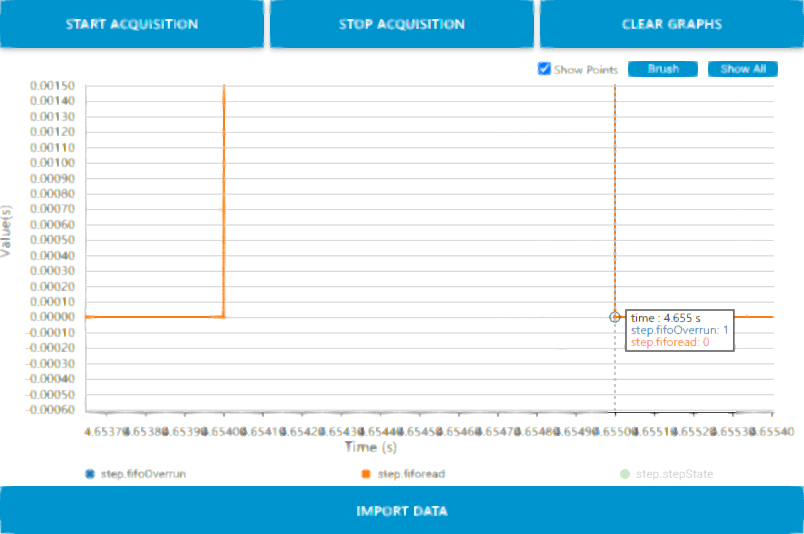 START ACQUISITION
STOP ACQUISITION
CLEAR GRAPHS
Show Points
Brush
Show All
0.00150
0.00140
0.00130
0.00120
0.00110
0.00100
0.00090
0.00080
0.00070
0.00060
0.00050
0.00040
0.00030
0.00020
0.00010
0.00000
-0.00010
-0.00020
-0.00030
-0.00040
-0.00050
-0.00060
Value(s)
time : 4.655 s
step.fifoOverrun: 1
step.fiforead: 0
4.65370 4.65380 4.65390 4.65400 4.65410 4.65420 4.65430 4.65440 4.65450 4.65460 4.65470 4.65480 4.65490 4.65500 4.65510 4.65520 4.65530 4.65540
Time (s)
step.fifoOverrun
step.fiforead
step.stepState
IMPORT DATA